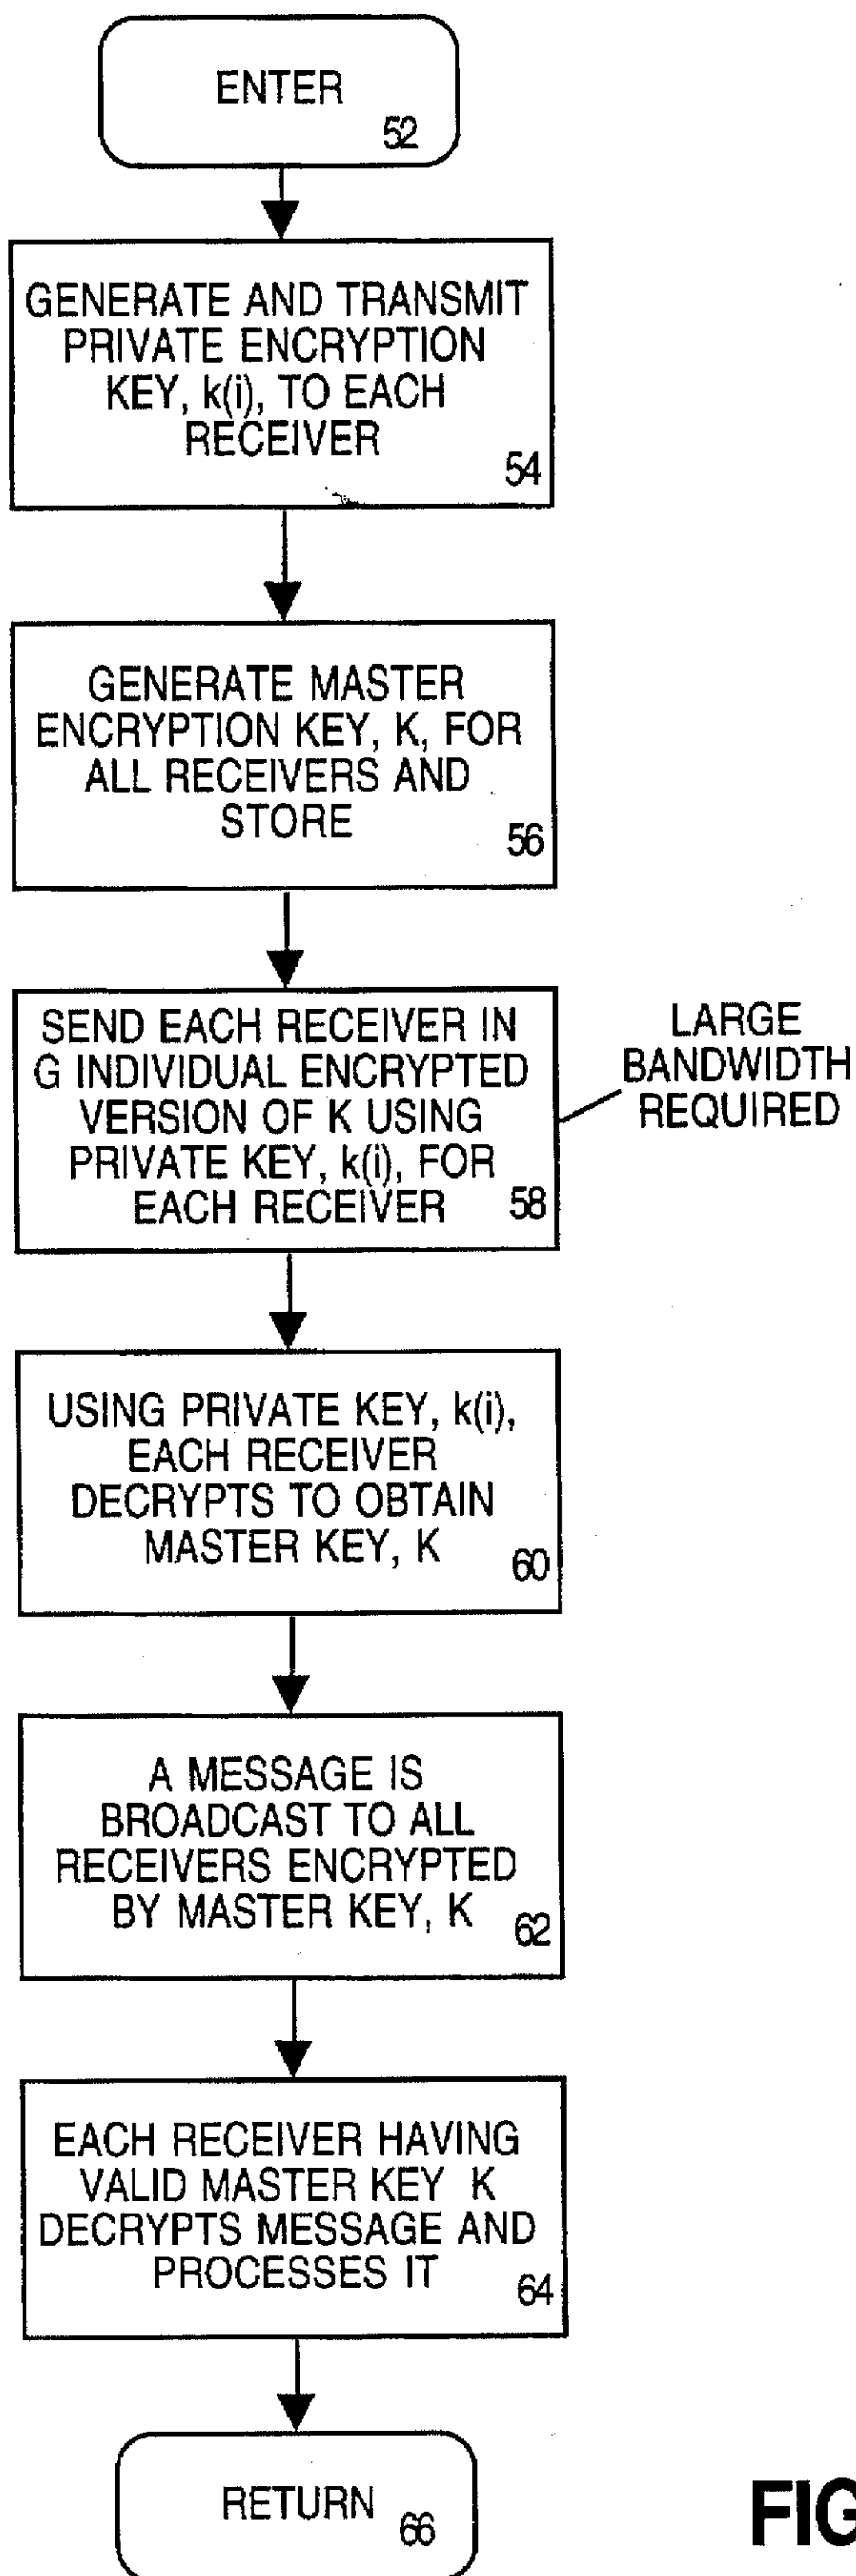 ENTER
52
GENERATE AND TRANSMIT
PRIVATE ENCRYPTION
KEY, k(i), TO EACH
RECEIVER
54
GENERATE MASTER
ENCRYPTION KEY, K, FOR
ALL RECEIVERS AND
STORE
56
SEND EACH RECEIVER IN
G INDIVIDUAL ENCRYPTED
VERSION OF K USING
PRIVATE KEY, k(i), FOR
EACH RECEIVER
58
LARGE
BANDWIDTH
REQUIRED
USING PRIVATE KEY, k(i),
EACH RECEIVER
DECRYPTS TO OBTAIN
MASTER KEY, K
60
A MESSAGE IS
BROADCAST TO ALL
RECEIVERS ENCRYPTED
BY MASTER KEY, K
62
EACH RECEIVER HAVING
VALID MASTER KEY K
DECRYPTS MESSAGE AND
PROCESSES IT
64
RETURN
66
FIG